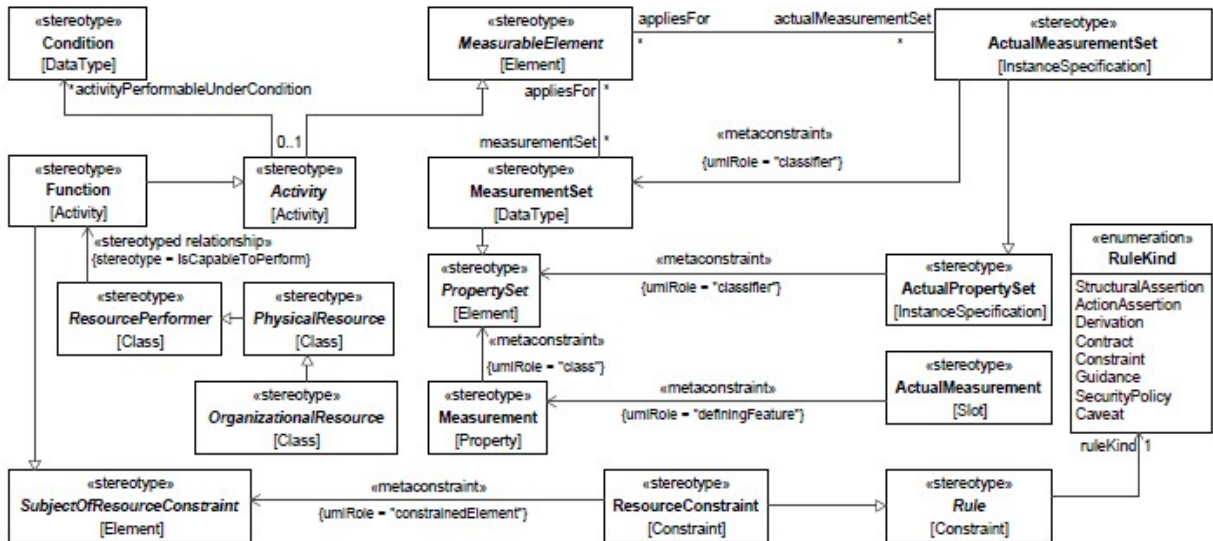 «stereotype»
Condition
[DataType]
«stereotype»
MeasurableElement
[Element]
appliesFor
actualMeasurementSet
*
*
«stereotype»
ActualMeasurementSet
[InstanceSpecification]
*activityPerformableUnderCondition
0..1
appliesFor *
measurementSet *
«metaconstraint»
{umlRole = "classifier"}
«stereotype»
Function
[Activity]
«stereotype»
Activity
[Activity]
«stereotype»
MeasurementSet
[DataType]
«stereotyped relationship»
{stereotype = IsCapableToPerform}
«stereotype»
ResourcePerformer
[Class]
«stereotype»
PhysicalResource
[Class]
«stereotype»
PropertySet
[Element]
«metaconstraint»
{umlRole = "classifier"}
«stereotype»
ActualPropertySet
[InstanceSpecification]
«enumeration»
RuleKind
StructuralAssertion
ActionAssertion
Derivation
Contract
Constraint
Guidance
SecurityPolicy
Caveat
«metaconstraint»
{umlRole = "class"}
«stereotype»
OrganizationalResource
[Class]
«stereotype»
Measurement
[Property]
«metaconstraint»
{umlRole = "definingFeature"}
«stereotype»
ActualMeasurement
[Slot]
ruleKind 1
«stereotype»
SubjectOfResourceConstraint
[Element]
«metaconstraint»
{umlRole = "constrainedElement"}
«stereotype»
ResourceConstraint
[Constraint]
«stereotype»
Rule
[Constraint]